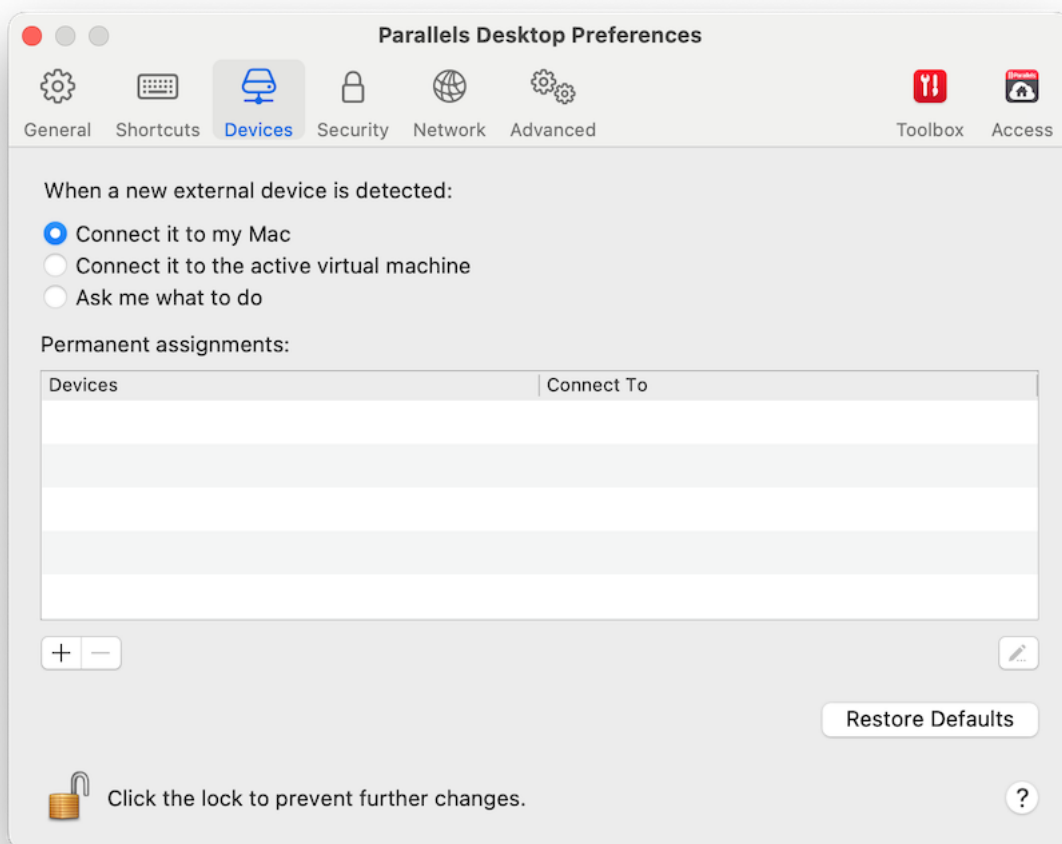 Parallels Desktop Preferences
General Shortcuts Devices Security Network Advanced Toolbox Access
When a new external device is detected:
Connect it to my Mac
Connect it to the active virtual machine
Ask me what to do
Permanent assignments:
Devices Connect To
Restore Defaults
Click the lock to prevent further changes.
?